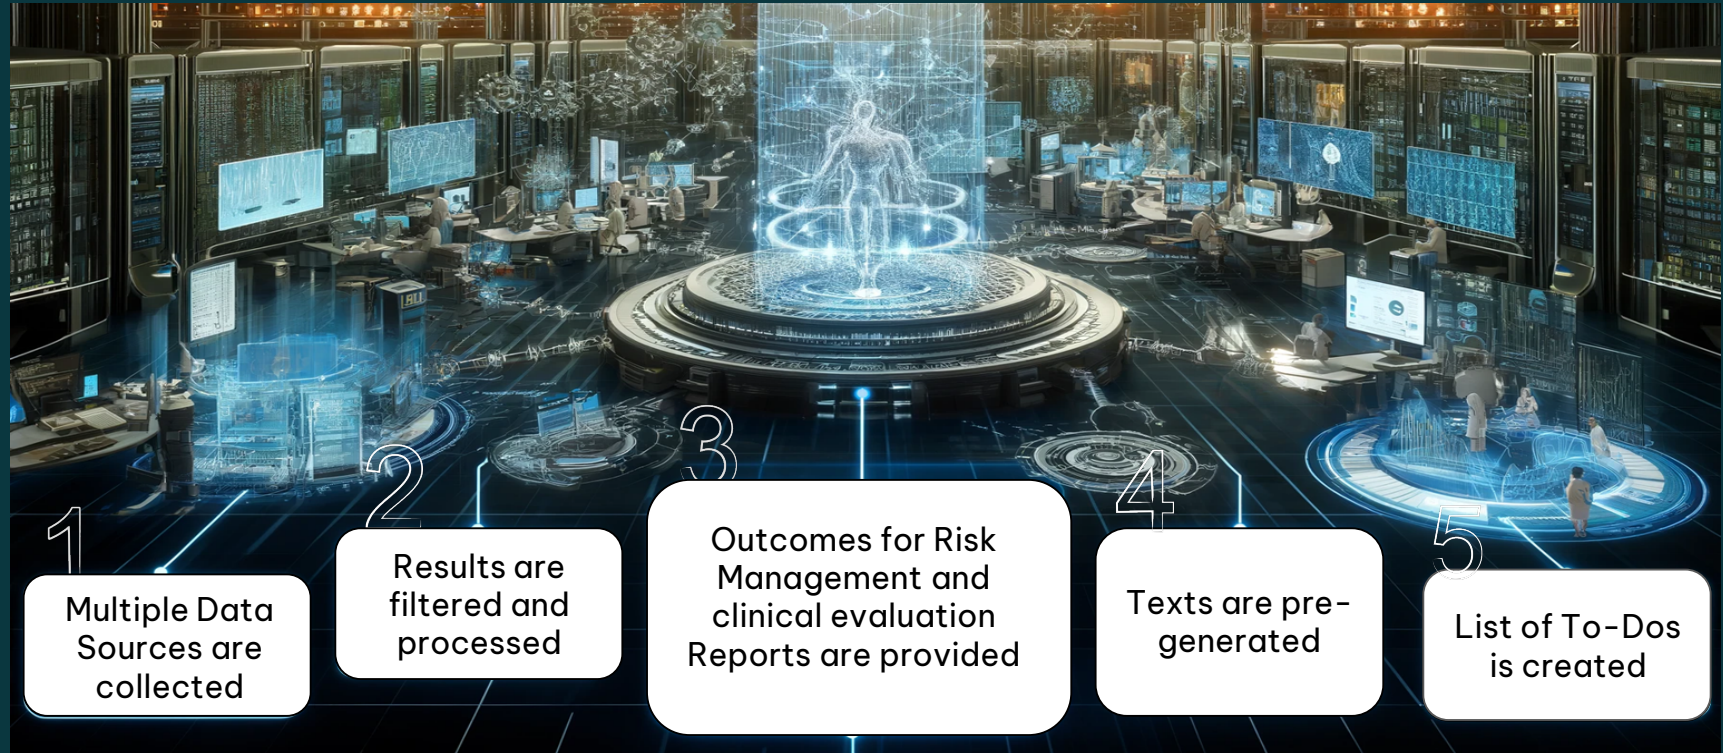 1
Multiple Data
Sources are
collected
2
Results are
filtered and
processed
3
Outcomes for Risk
Management and
clinical evaluation
Reports are provided
4
Texts are pre-
generated
5
List of To-Dos
is created